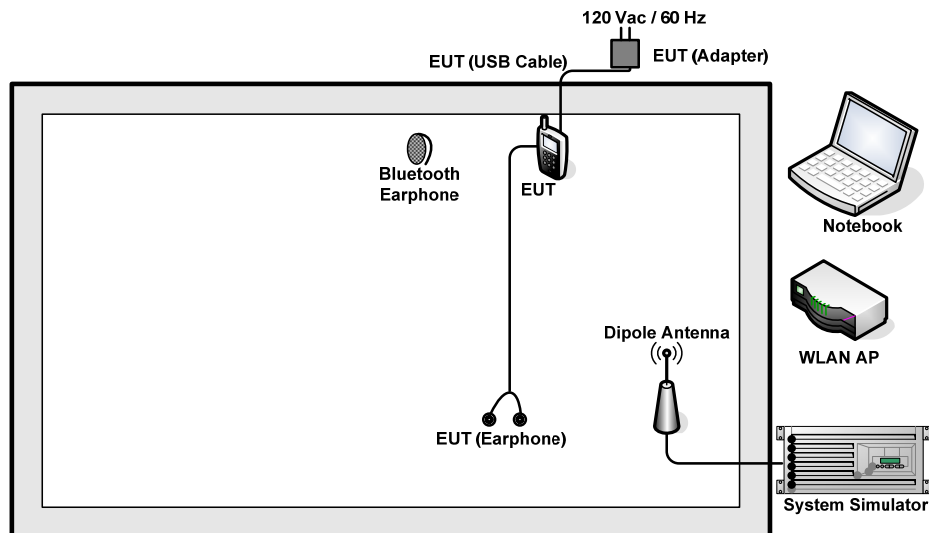 120 Vac / 60 Hz
EUT (USB Cable)
EUT (Adapter)
Bluetooth
Earphone
EUT
Notebook
Dipole Antenna
WLAN AP
EUT (Earphone)
System Simulator